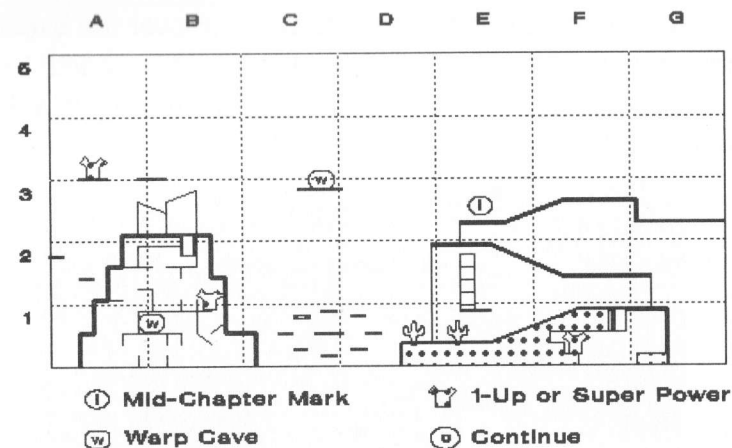 A B C D E F G
5
4
3
2
1
W
W
I
I Mid-Chapter Mark 1-Up or Super Power
W Warp Cave Continue